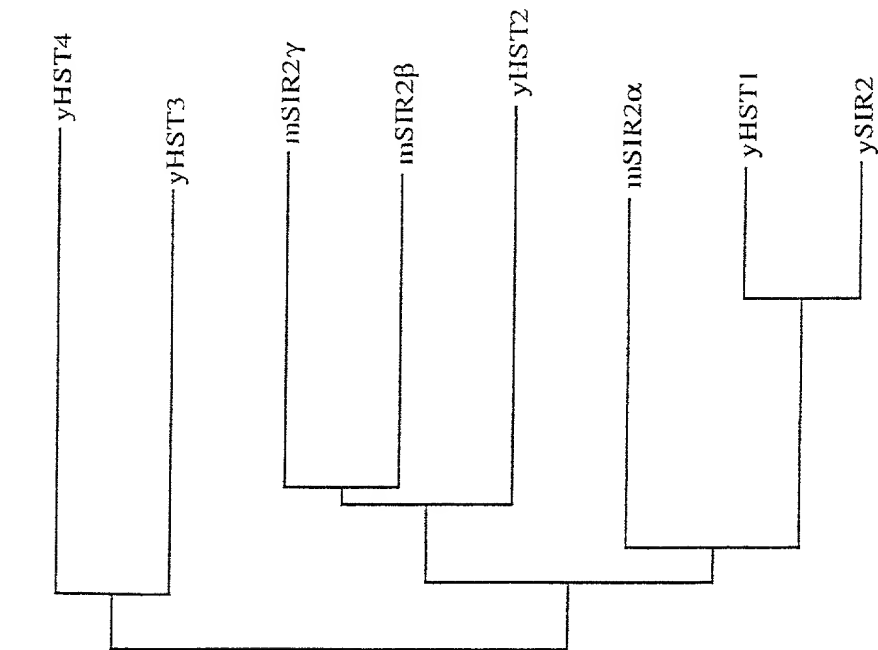 yHST4
yHST3
mSIR2γ
mSIR2β
yHST2
mSIR2α
yHST1
ySIR2